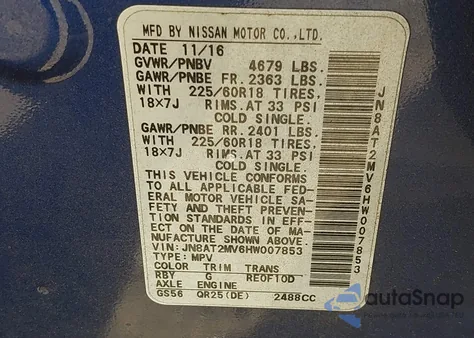 MFD BY NISSAN MOTOR CO.,LTD.
DATE 11/16
GVWR/PNBV 4679 LBS.
GAWR/PNBE FR. 2363 LBS.
WITH 225/60R18 TIRES,
18×7J RIMS.AT 33 PSI
COLD SINGLE.
GAWR/PNBE RR. 2401 LBS.
WITH 225/60R18 TIRES,
18×7J RIMS.AT 33 PSI
COLD SINGLE.
THIS VEHICLE CONFORMS
TO ALL APPLICABLE FED-
ERAL MOTOR VEHICLE SA-
FETY AND THEFT PREVEN-
TION STANDARDS IN EFF-
ECT ON THE DATE OF MA-
NUFACTURE SHOWN ABOVE.
VIN: JN8AT2MV6HW007853
TYPE: MPV
COLOR TRIM TRANS
RBY G RE0F10D
AXLE ENGINE
GS56 QR25(DE) 2488CC
JN8AT2MV6HW007853
autoSnap